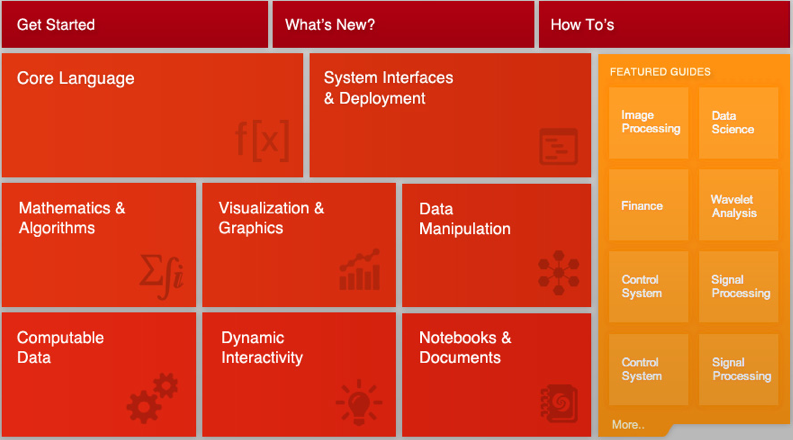 Get Started
What's New?
How To's
Core Language
f[x]
System Interfaces
& Deployment
FEATURED GUIDES
Image
Processing
Data
Science
Finance
Wavelet
Analysis
Control
System
Signal
Processing
Control
System
Signal
Processing
More..
Mathematics &
Algorithms
Σ∫i
Visualization &
Graphics
Data
Manipulation
Computable
Data
Dynamic
Interactivity
Notebooks &
Documents